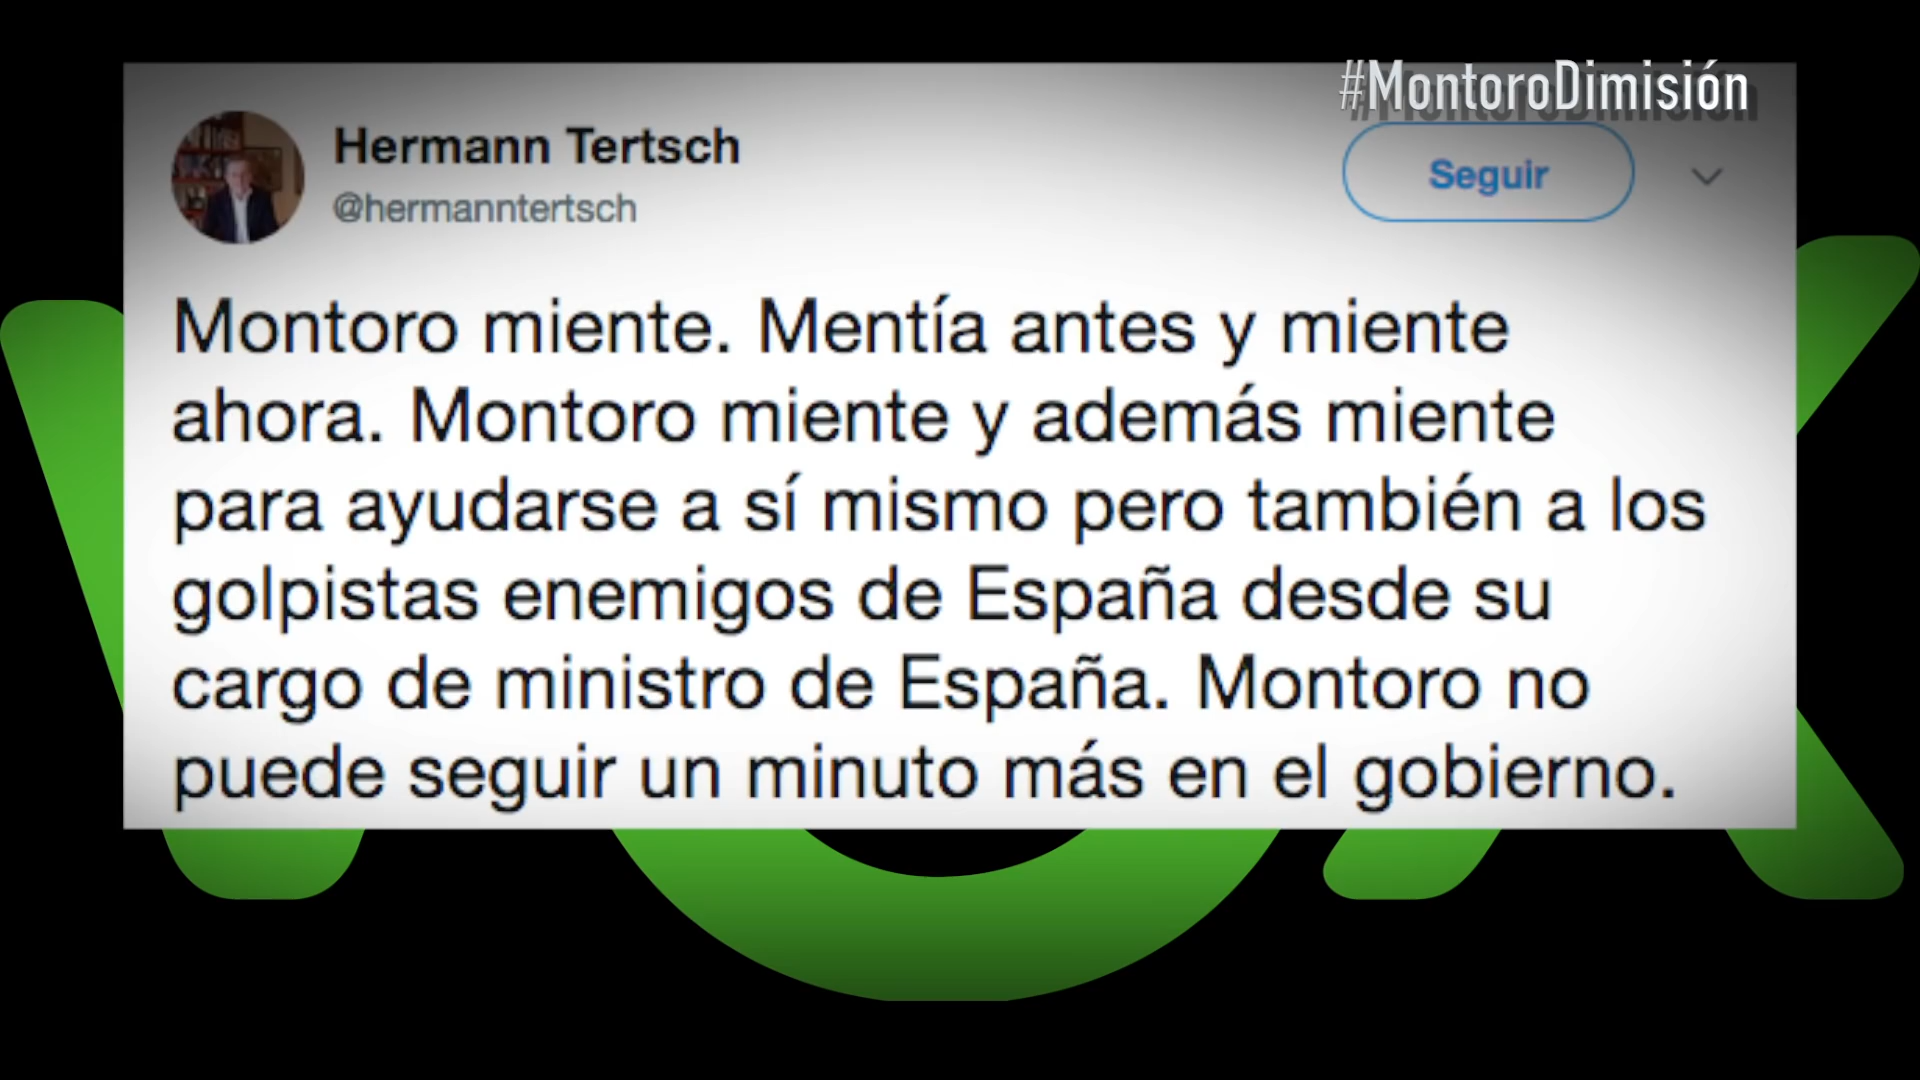 #MontoroDimisión
Hermann Tertsch
@hermanntertsch
Seguir
Montoro miente. Mentía antes y miente
ahora. Montoro miente y además miente
para ayudarse a sí mismo pero también a los
golpistas enemigos de España desde su
cargo de ministro de España. Montoro no
puede seguir un minuto más en el gobierno.